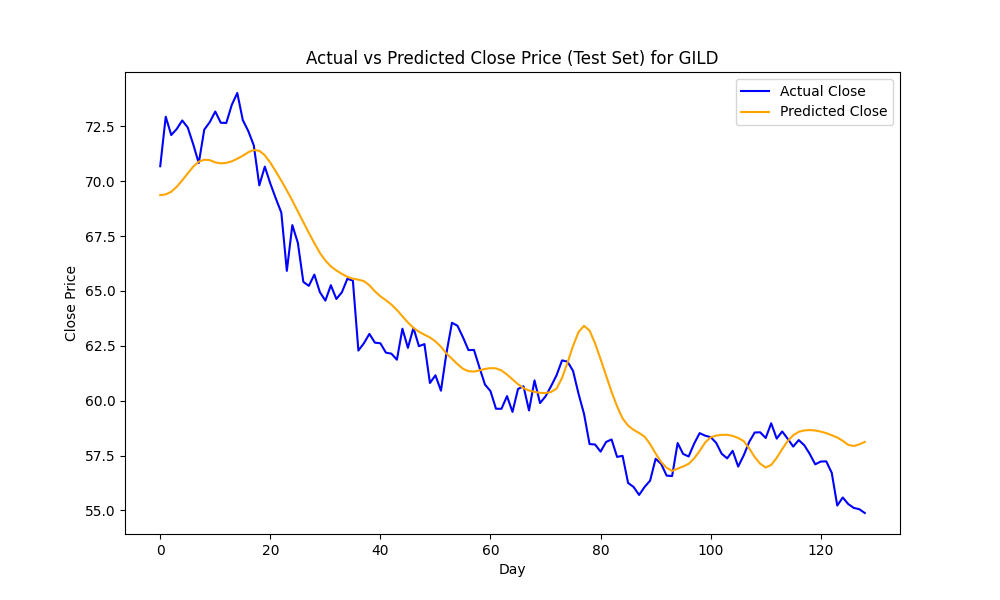 Actual vs Predicted Close Price (Test Set) for GILD
Actual Close
Predicted Close
Close Price
72.5
70.0
67.5
65.0
62.5
60.0
57.5
55.0
0 20 40 60 80 100 120
Day